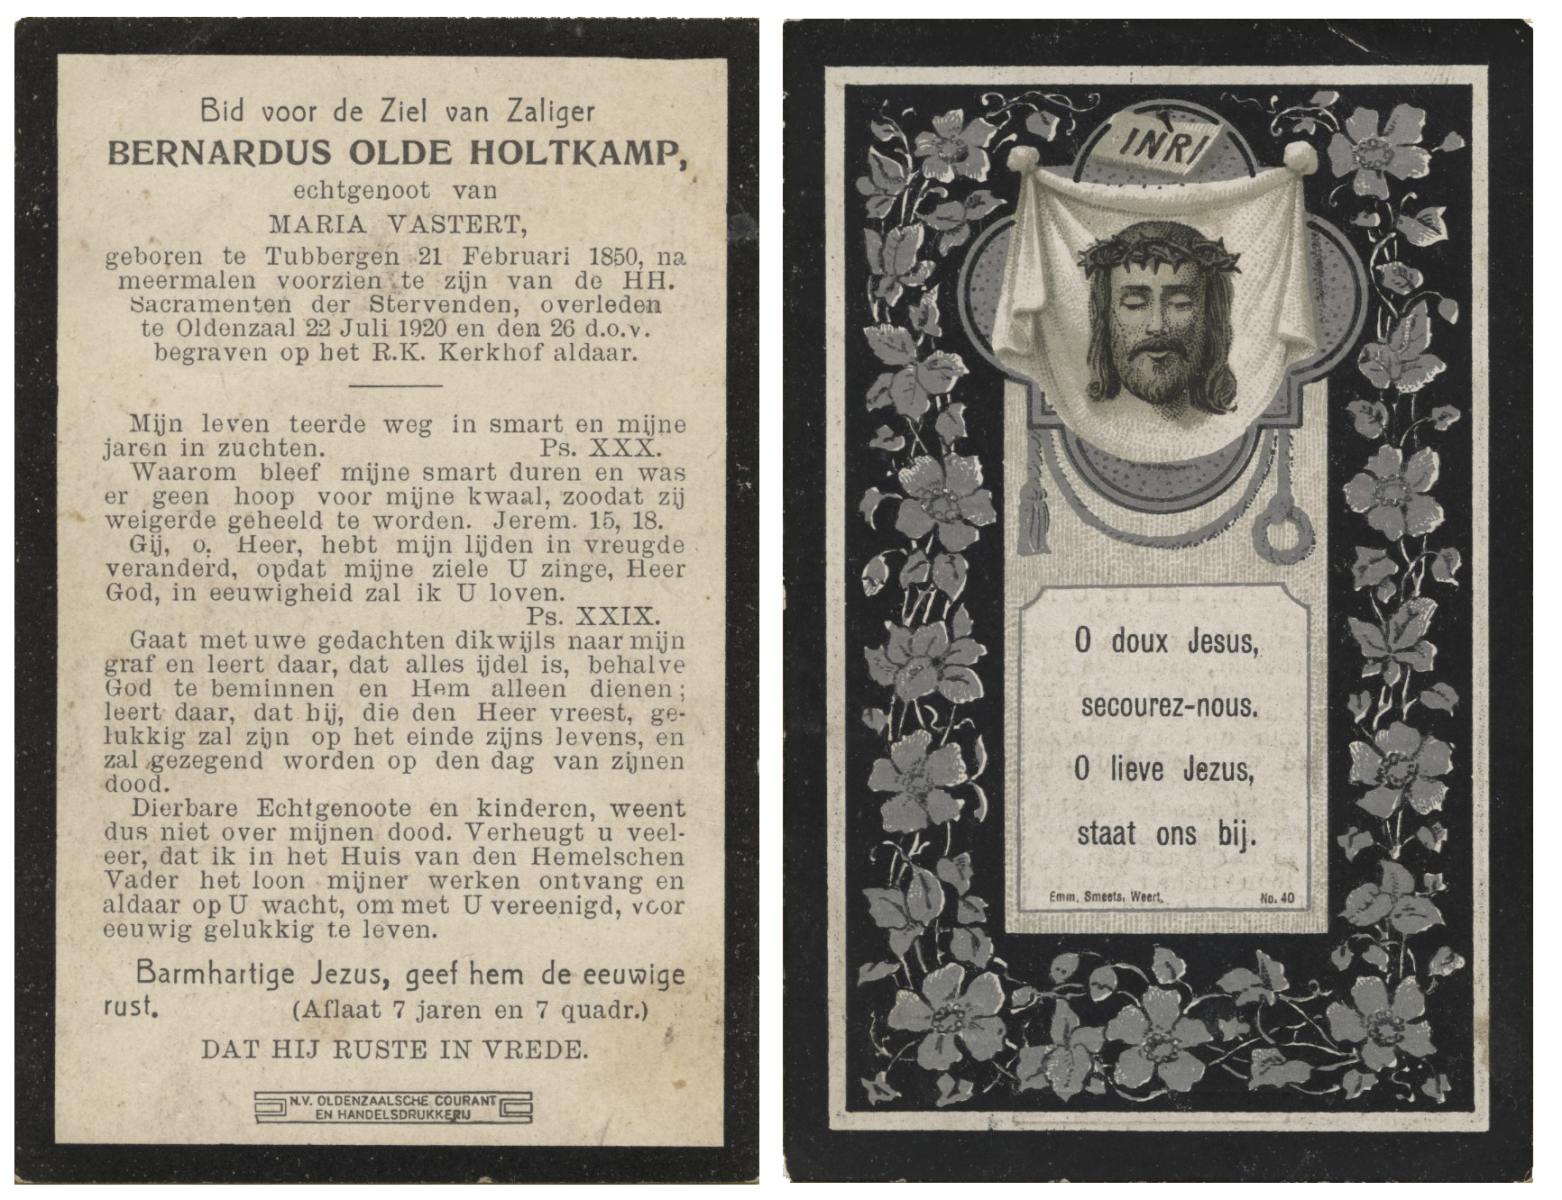 Bid voor de Ziel van Zaliger
BERNARDUS OLDE HOLTKAMP,
echtgenoot van
MARIA VASTERT,
geboren te Tubbergen 21 Februari 1850, na
meermalen voorzien te zijn van de HH.
Sacramenten der Stervenden, overleden
te Oldenzaal 22 Juli 1920 en den 26 d.o.v.
begraven op het R.K. Kerkhof aldaar.
Mijn leven teerde weg in smart en mijne
jaren in zuchten. Ps. XXX.
Waarom bleef mijne smart duren en was
er geen hoop voor mijne kwaal, zoodat zij
weigerde geheeld te worden. Jerem. 15, 18.
Gij, o. Heer, hebt mijn lijden in vreugde
veranderd, opdat mijne ziele U zinge, Heer
God, in eeuwigheid zal ik U loven.
Ps. XXIX.
Gaat met uwe gedachten dikwijls naar mijn
graf en leert daar, dat alles ijdel is, behalve
God te beminnen en Hem alleen dienen;
leert daar, dat hij, die den Heer vreest, ge-
lukkig zal zijn op het einde zijns levens, en
zal gezegend worden op den dag van zijnen
dood.
Dierbare Echtgenoote en kinderen, weent
dus niet over mijnen dood. Verheugt u veel-
eer, dat ik in het Huis van den Hemelschen
Vader het loon mijner werken ontvang en
aldaar op U wacht, om met U vereenigd, voor
eeuwig gelukkig te leven.
Barmhartige Jezus, geef hem de eeuwige
rust. (Aflaat 7 jaren en 7 quadr.)
DAT HIJ RUSTE IN VREDE.
N.V. OLDENZAALSCHE COURANT
EN HANDELSDRUKKERIJ
INRI
O doux Jesus,
secourez-nous.
O lieve Jezus,
staat ons bij.
Emm. Smeets, Weert. No. 40